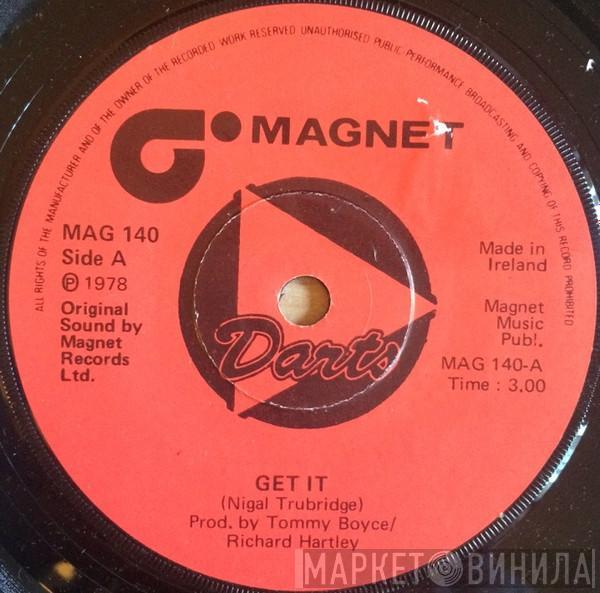 ALL RIGHTS OF THE MANUFACTURER AND OF THE OWNER OF THE RECORDED WORK RESERVED UNAUTHORISED PUBLIC PERFORMANCE BROADCASTING AND COPYING OF THIS RECORD PROHIBITED
MAGNET
MAG 140
Side A
℗ 1978
Original
Sound by
Magnet
Records
Ltd.
Made in
Ireland
Magnet
Music
Publ.
MAG 140-A
Time : 3.00
Darts
GET IT
(Nigal Trubridge)
Prod. by Tommy Boyce/
Richard Hartley
МАРКЕТ ВИНИЛА